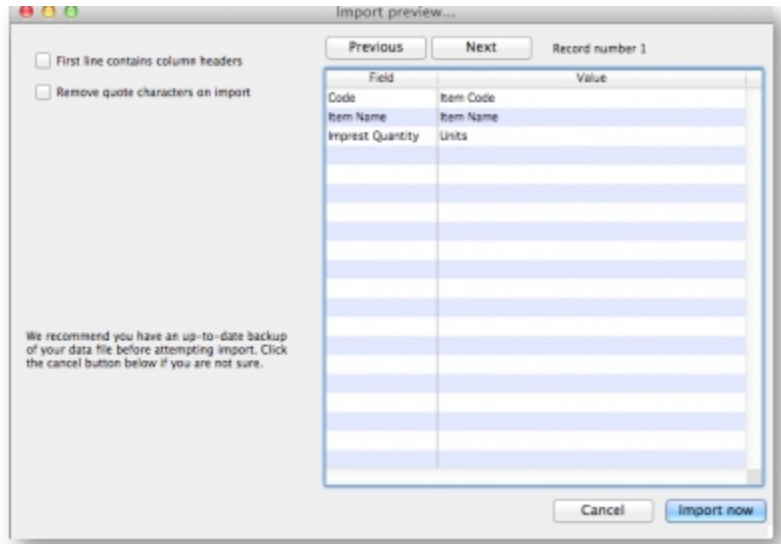 Import preview...
First line contains column headers
Remove quote characters on import
Previous Next Record number 1
Field Value
Code Item Code
Item Name Item Name
Imprest Quantity Units
We recommend you have an up-to-date backup
of your data file before attempting import. Click
the cancel button below if you are not sure.
Cancel Import now